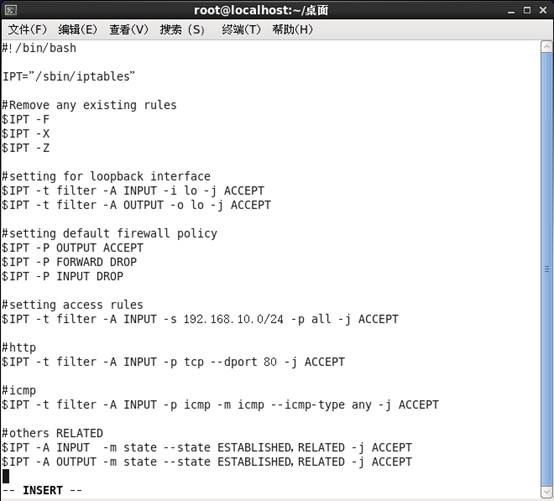 root@localhost:~/桌面
文件(F) 编辑(E) 查看(V) 搜索 (S) 终端(T) 帮助(H)
#!/bin/bash
IPT=”/sbin/iptables”
#Remove any existing rules
$IPT -F
$IPT -X
$IPT -Z
#setting for loopback interface
$IPT -t filter -A INPUT -i lo -j ACCEPT
$IPT -t filter -A OUTPUT -o lo -j ACCEPT
#setting default firewall policy
$IPT -P OUTPUT ACCEPT
$IPT -P FORWARD DROP
$IPT -P INPUT DROP
#setting access rules
$IPT -t filter -A INPUT -s 192.168.10.0/24 -p all -j ACCEPT
#http
$IPT -t filter -A INPUT -p tcp --dport 80 -j ACCEPT
#icmp
$IPT -t filter -A INPUT -p icmp -m icmp --icmp-type any -j ACCEPT
#others RELATED
$IPT -A INPUT  -m state --state ESTABLISHED,RELATED -j ACCEPT
$IPT -A OUTPUT -m state --state ESTABLISHED,RELATED -j ACCEPT
-- INSERT --